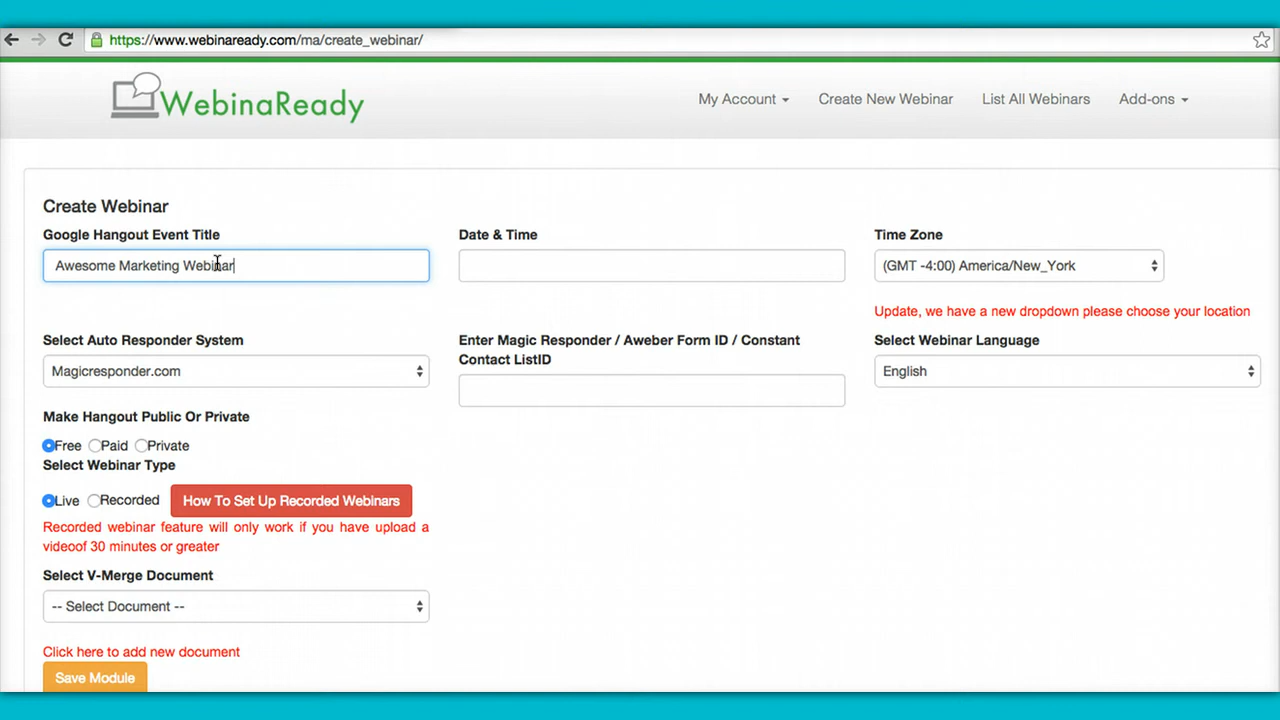 https://www.webinaready.com/ma/create_webinar/
WebinaReady
My Account
Create New Webinar
List All Webinars
Add-ons
Create Webinar
Google Hangout Event Title
Date & Time
Time Zone
Awesome Marketing Webinar
(GMT -4:00) America/New_York
Update, we have a new dropdown please choose your location
Select Auto Responder System
Enter Magic Responder / Aweber Form ID / Constant
Contact ListID
Select Webinar Language
Magicresponder.com
English
Make Hangout Public Or Private
Free Paid Private
Select Webinar Type
Live Recorded How To Set Up Recorded Webinars
Recorded webinar feature will only work if you have upload a
videoof 30 minutes or greater
Select V-Merge Document
-- Select Document --
Click here to add new document
Save Module